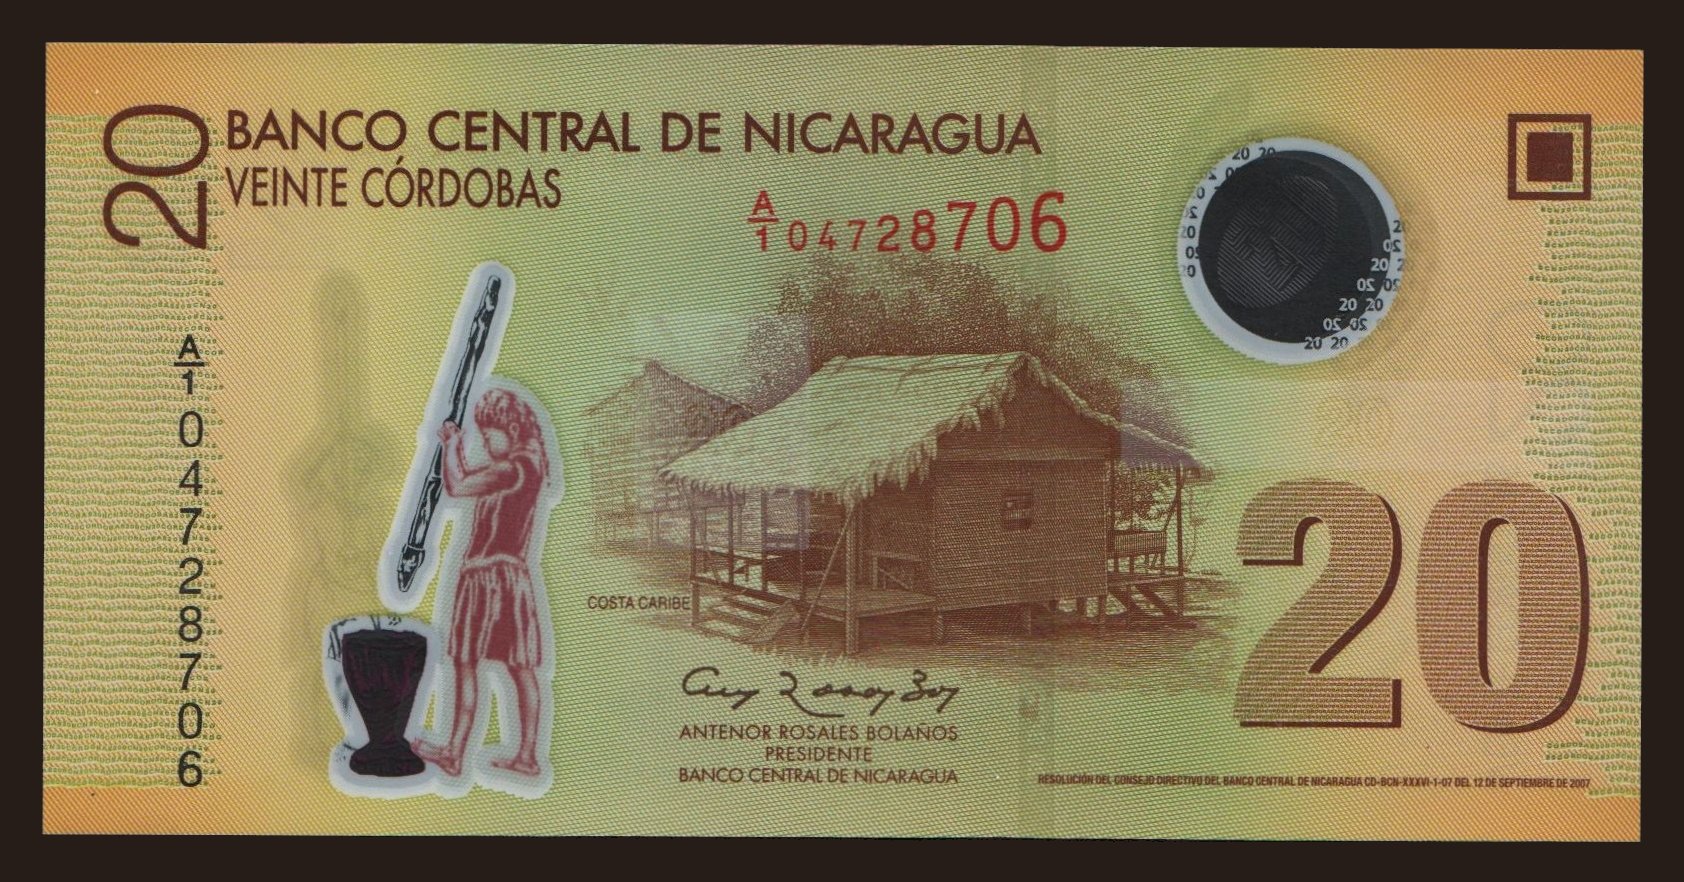 20
BANCO CENTRAL DE NICARAGUA
VEINTE CÓRDOBAS
A/1 04728706
A/1 04728706
COSTA CARIBE
20
ANTENOR ROSALES BOLAÑOS
PRESIDENTE
BANCO CENTRAL DE NICARAGUA
RESOLUCIÓN DEL CONSEJO DIRECTIVO DEL BANCO CENTRAL DE NICARAGUA CD-BCN-XXXVI-1-07 DEL 12 DE SEPTIEMBRE DE 2007